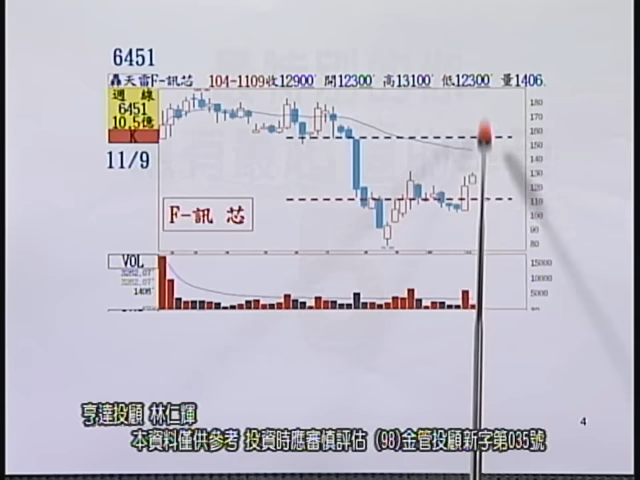 6451
轟天雷F-訊芯 104-1109收12900 開12300 高13100 低12300 量1406
週 線
6451
10.5億
K
11/9
180
170
160
150
140
130
120
110
100
90
80
F-訊 芯
VOL
1406
15000
10000
5000
亨達投顧 林仁輝
本資料僅供參考 投資時應審慎評估 (98)金管投顧新字第035號
4